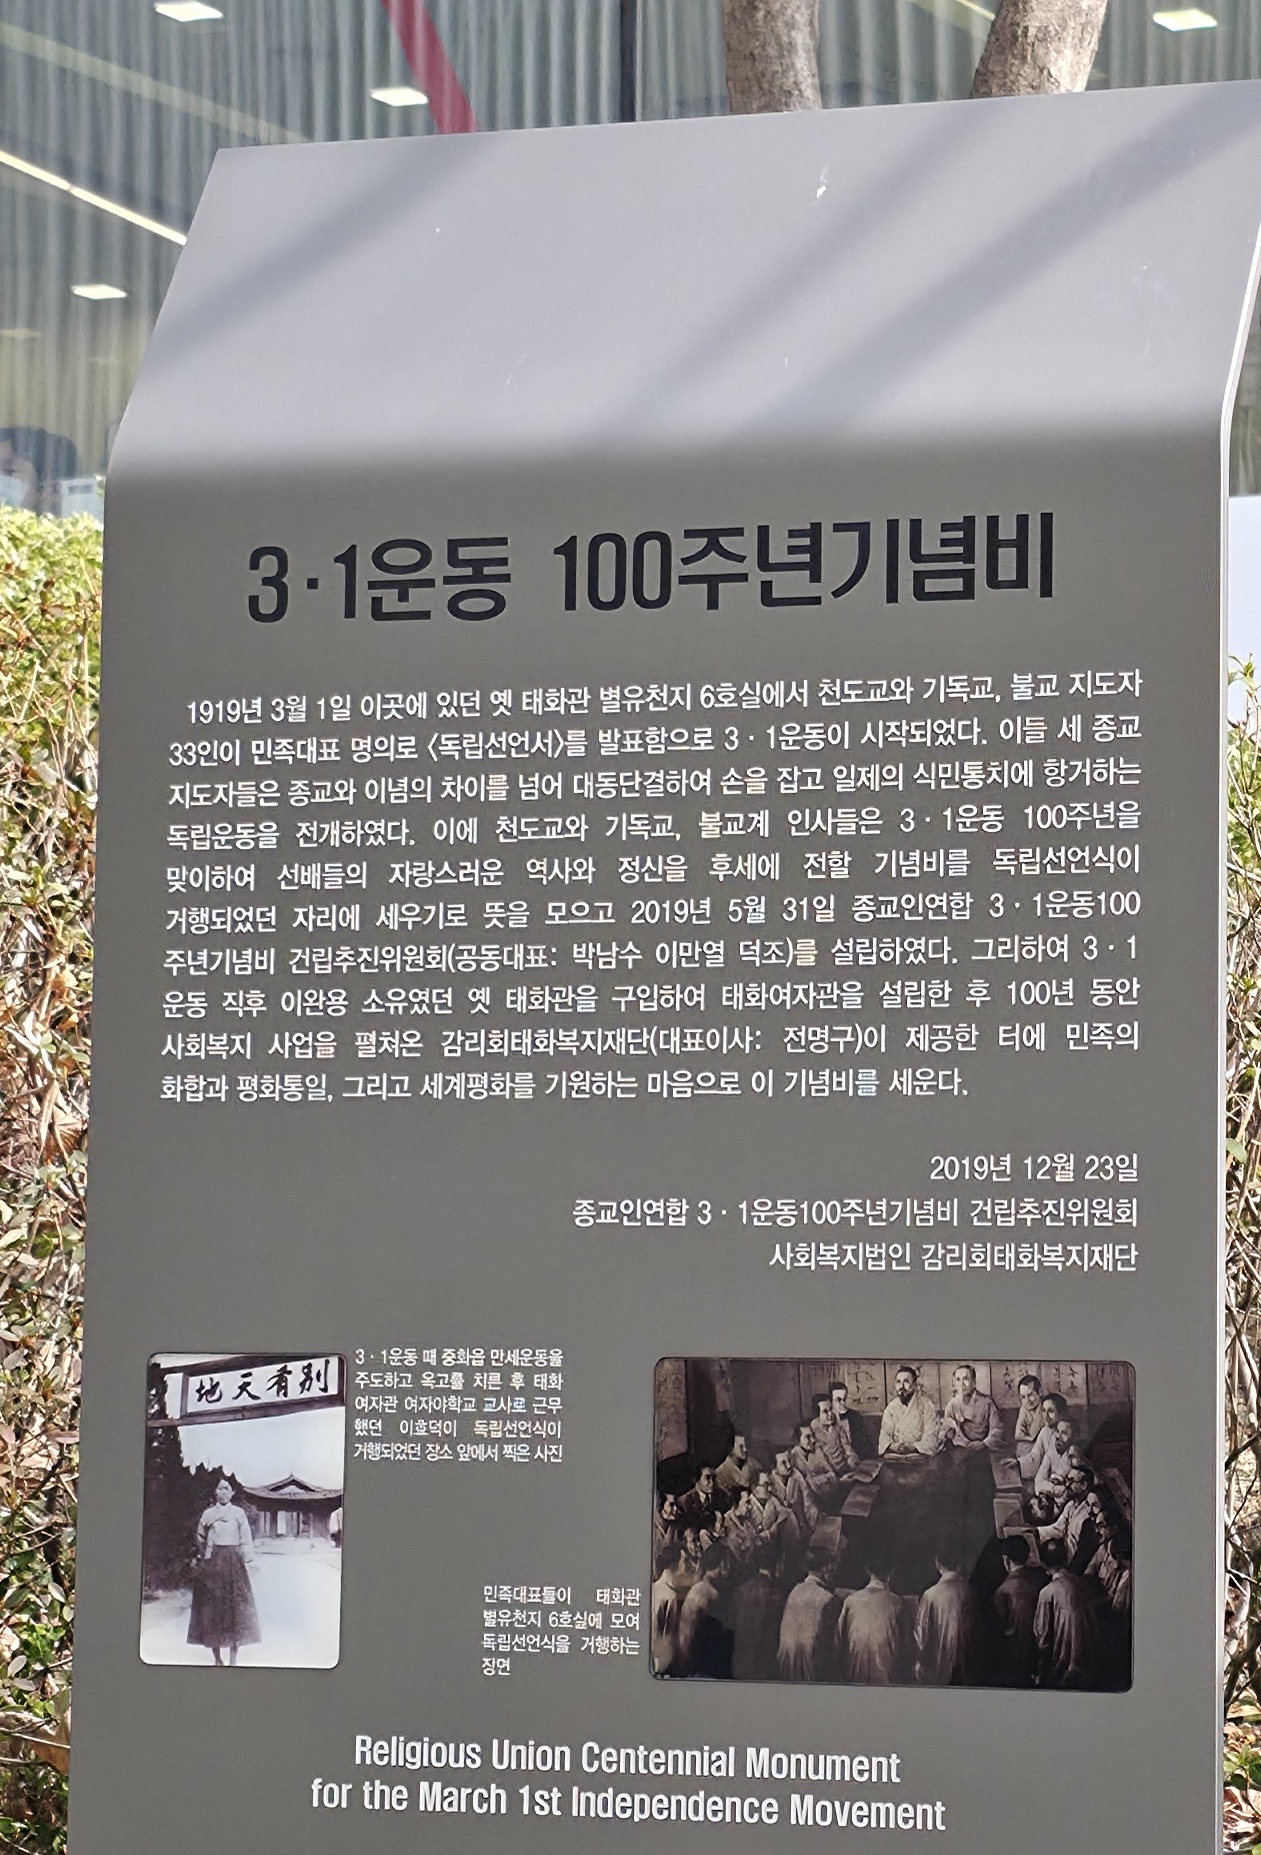 3·1운동 100주년기념비
1919년 3월 1일 이곳에 있던 옛 태화관 별유천지 6호실에서 천도교와 기독교, 불교 지도자
33인이 민족대표 명의로 <독립선언서>를 발표함으로 3·1운동이 시작되었다. 이들 세 종교
지도자들은 종교와 이념의 차이를 넘어 대동단결하여 손을 잡고 일제의 식민통치에 항거하는
독립운동을 전개하였다. 이에 천도교와 기독교, 불교계 인사들은 3·1운동 100주년을
맞이하여 선배들의 자랑스러운 역사와 정신을 후세에 전할 기념비를 독립선언식이
거행되었던 자리에 세우기로 뜻을 모으고 2019년 5월 31일 종교인연합 3·1운동100
주년기념비 건립추진위원회(공동대표: 박남수 이만열 덕조)를 설립하였다. 그리하여 3·1
운동 직후 이완용 소유였던 옛 태화관을 구입하여 태화여자관을 설립한 후 100년 동안
사회복지 사업을 펼쳐온 감리회태화복지재단(대표이사: 전명구)이 제공한 터에 민족의
화합과 평화통일, 그리고 세계평화를 기원하는 마음으로 이 기념비를 세운다.
2019년 12월 23일
종교인연합 3·1운동100주년기념비 건립추진위원회
사회복지법인 감리회태화복지재단
地天有別
3·1운동 때 중화읍 만세운동을
주도하고 옥고를 치른 후 태화
여자관 여자야학교 교사로 근무
했던 이효덕이 독립선언식이
거행되었던 장소 앞에서 찍은 사진
민족대표들이 태화관
별유천지 6호실에 모여
독립선언식을 거행하는
장면
Religious Union Centennial Monument
for the March 1st Independence Movement